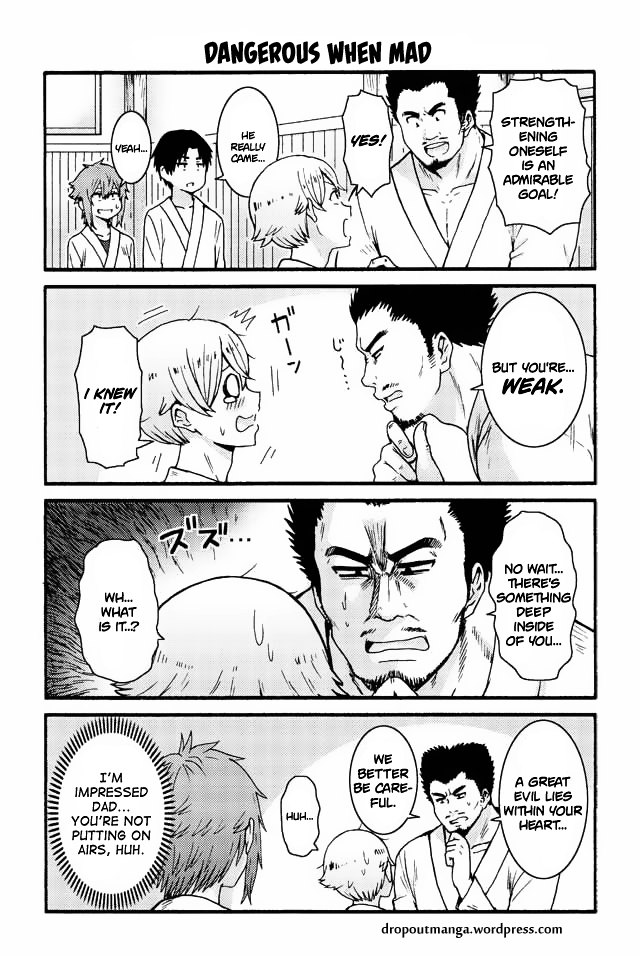 DANGEROUS WHEN MAD
STRENGTH-
ENING
ONESELF
IS AN
ADMIRABLE
GOAL!
YES!
HE
REALLY
CAME...
YEAH...
BUT YOU'RE...
WEAK.
じ〜っ
ガーン
I KNEW
IT!
NO WAIT...
THERE'S
SOMETHING
DEEP
INSIDE
OF YOU...
ズズ...
WH...
WHAT
IS IT..?
A GREAT
EVIL LIES
WITHIN YOUR
HEART...
WE
BETTER
BE CARE-
FUL.
HUH...
I'M
IMPRESSED
DAD...
YOU'RE NOT
PUTTING ON
AIRS, HUH.
dropoutmanga.wordpress.com